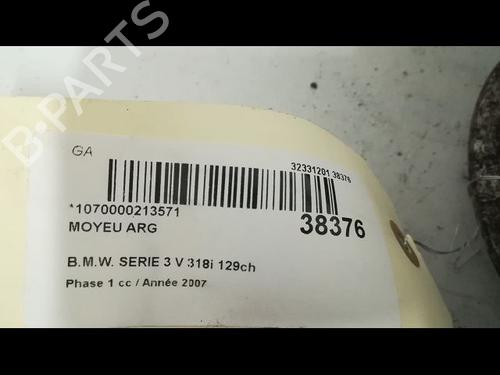 B-PARTS
GA
32331201 38376
*1070000213571
38376
MOYEU ARG
B.M.W. SERIE 3 V 318i 129ch
Phase 1 cc / Année 2007